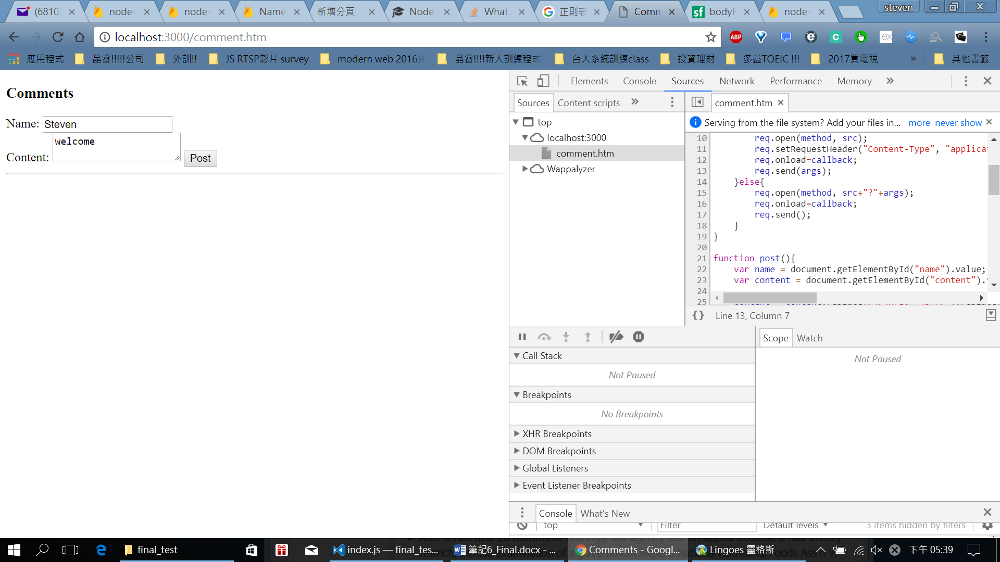 (6810
node-
node-
Name
新增分頁
Node.
What
正則表
Comm
bodyP
node-
steven
localhost:3000/comment.htm
ABP
應用程式
晶睿!!!!!公司
外訓!!
JS RTSP影片 survey
modern web 2016
晶睿!!!!新人訓練程式
台大系統訓練class
投資理財
多益TOEIC !!!
2017買電視
»
其他書籤
Comments
Name: Steven
Content: welcome
Post
Elements Console Sources Network Performance Memory »
Sources Content scripts »
comment.htm
top
localhost:3000
comment.htm
Wappalyzer
Serving from the file system? Add your files in... more never show
10 req.open(method, src);
11 req.setRequestHeader("Content-Type", "applica
12 req.onload=callback;
13 req.send(args);
14 }else{
15 req.open(method, src+"?"+args);
16 req.onload=callback;
17 req.send();
18 }
19 }
20
21 function post(){
22 var name = document.getElementById("name").value;
23 var content = document.getElementById("content").
24
25
{} Line 13, Column 7
Scope Watch
Not Paused
Call Stack
Not Paused
Breakpoints
No Breakpoints
XHR Breakpoints
DOM Breakpoints
Global Listeners
Event Listener Breakpoints
Console What's New
top Filter Default levels 3 items hidden by filters
final_test
index.js — final_tes...
筆記6_Final.docx - ...
Comments - Googl...
Lingoes 靈格斯
下午 05:39